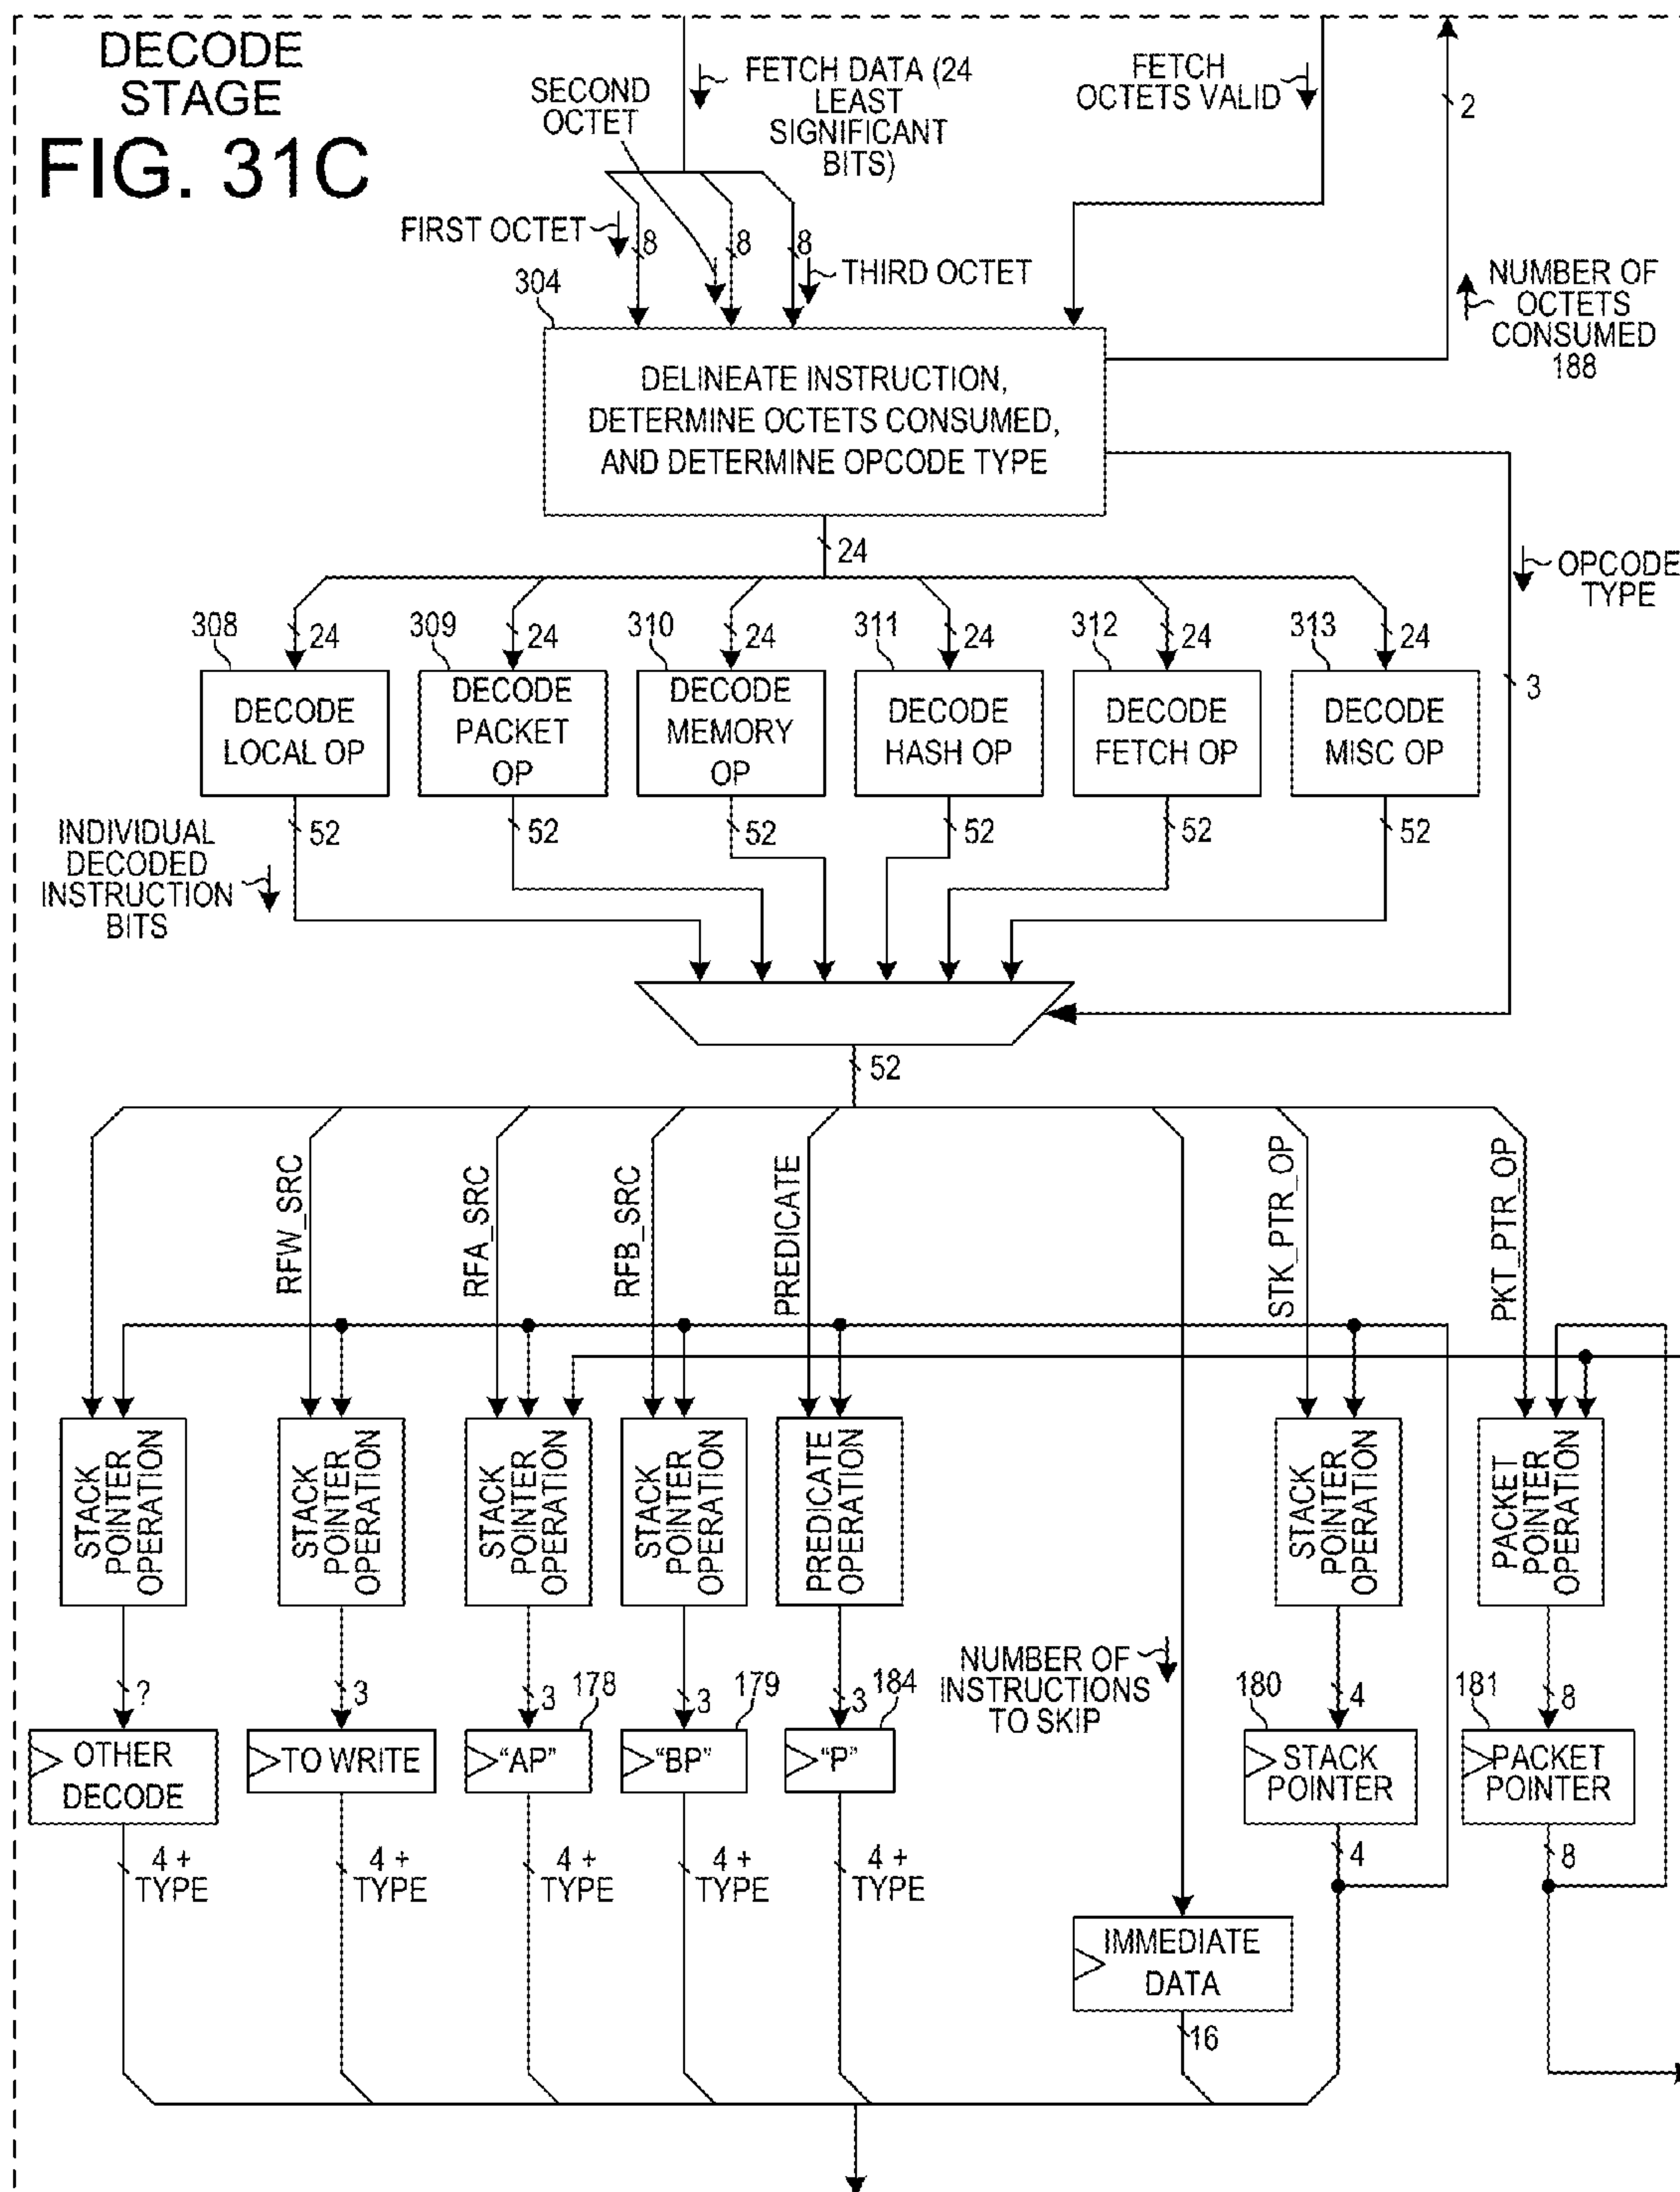 DECODE
STAGE
FIG. 31C
FETCH DATA (24
LEAST
SIGNIFICANT
BITS)
SECOND
OCTET
FETCH
OCTETS VALID
2
FIRST OCTET
8
8
8
THIRD OCTET
304
NUMBER OF
OCTETS
CONSUMED
188
DELINEATE INSTRUCTION,
DETERMINE OCTETS CONSUMED,
AND DETERMINE OPCODE TYPE
24
OPCODE
TYPE
308
24
309
24
310
24
311
24
312
24
313
24
3
DECODE
LOCAL OP
DECODE
PACKET
OP
DECODE
MEMORY
OP
DECODE
HASH OP
DECODE
FETCH OP
DECODE
MISC OP
INDIVIDUAL
DECODED
INSTRUCTION
BITS
52
52
52
52
52
52
52
RFW_SRC
RFA_SRC
RFB_SRC
PREDICATE
STK_PTR_OP
PKT_PTR_OP
STACK
POINTER
OPERATION
STACK
POINTER
OPERATION
STACK
POINTER
OPERATION
STACK
POINTER
OPERATION
PREDICATE
OPERATION
STACK
POINTER
OPERATION
PACKET
POINTER
OPERATION
NUMBER OF
INSTRUCTIONS
TO SKIP
?
3
3
178
3
179
3
184
180
4
181
8
OTHER
DECODE
TO WRITE
"AP"
"BP"
"P"
STACK
POINTER
PACKET
POINTER
4 +
TYPE
4 +
TYPE
4 +
TYPE
4 +
TYPE
4 +
TYPE
4
8
IMMEDIATE
DATA
16